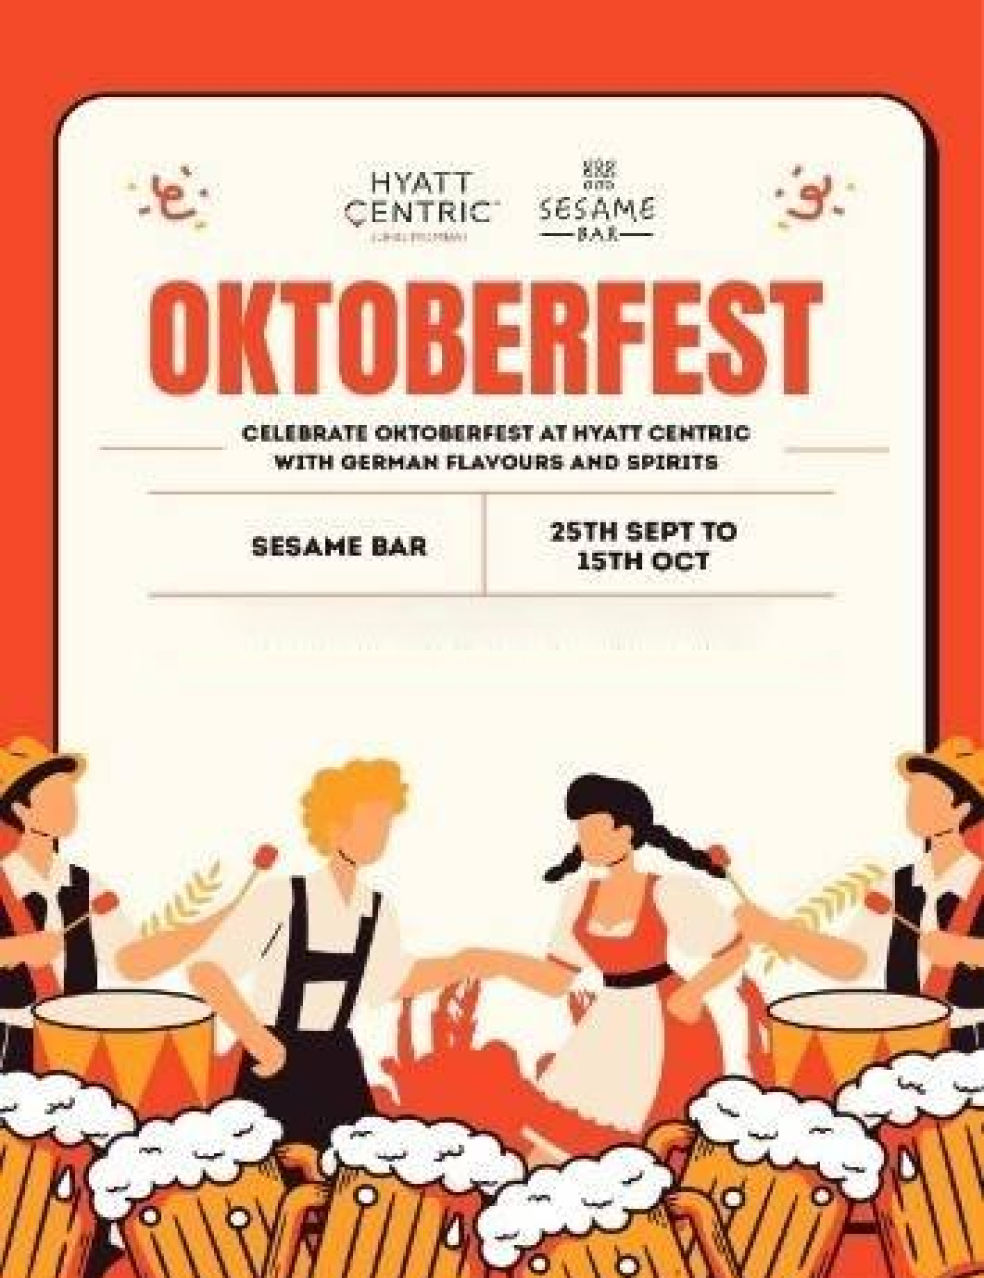 HYATT
CENTRIC
SESAME
BAR
OKTOBERFEST
CELEBRATE OKTOBERFEST AT HYATT CENTRIC
WITH GERMAN FLAVOURS AND SPIRITS
SESAME BAR
25TH SEPT TO
15TH OCT